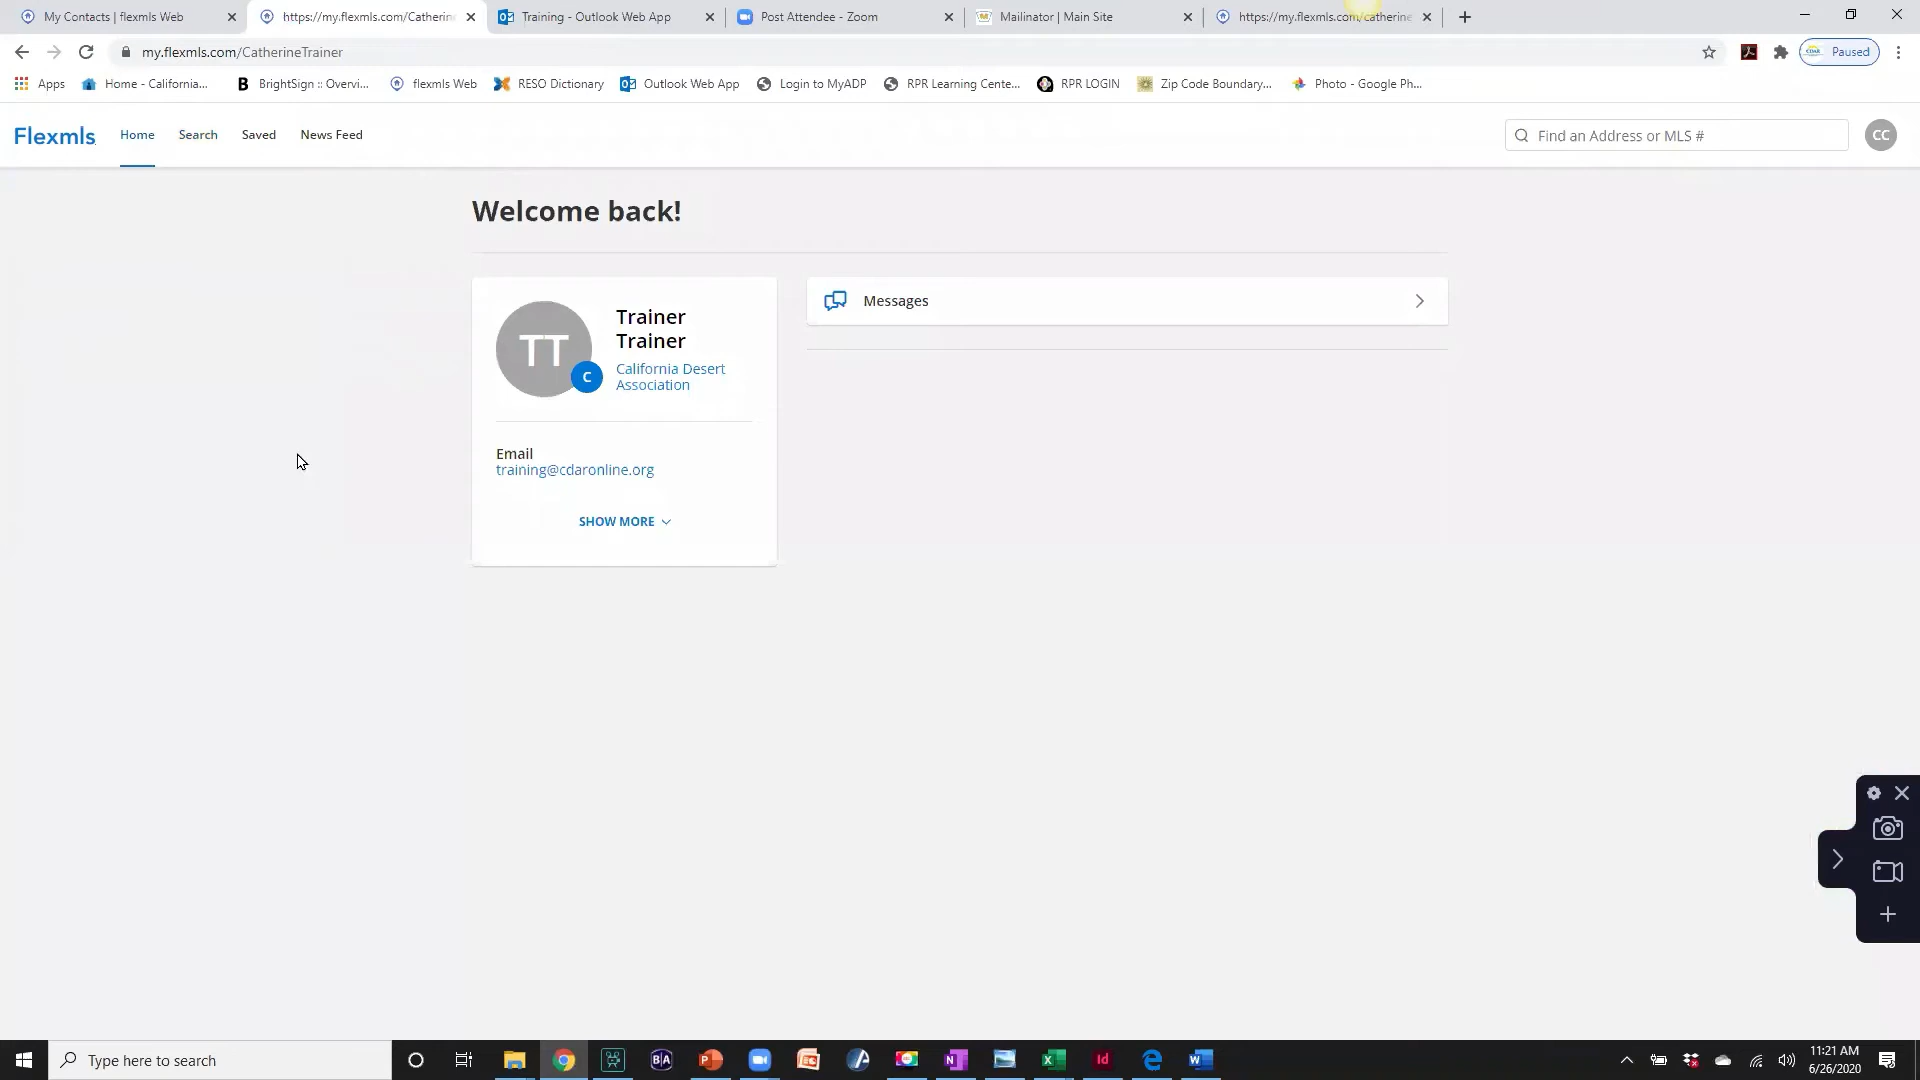 My Contacts | flexmls Web
https://my.flexmls.com/Catherin
Training - Outlook Web App
Post Attendee - Zoom
Mailinator | Main Site
https://my.flexmls.com/catherine
my.flexmls.com/CatherineTrainer
Paused
Apps
Home - California...
B
BrightSign :: Overvi...
flexmls Web
RESO Dictionary
Outlook Web App
Login to MyADP
RPR Learning Cente...
RPR LOGIN
Zip Code Boundary...
Photo - Google Ph...
Flexmls
Home
Search
Saved
News Feed
Find an Address or MLS #
CC
Welcome back!
TT
C
Trainer
Trainer
California Desert
Association
Messages
Email
training@cdaronline.org
SHOW MORE
Type here to search
BA
Id
11:21 AM
6/26/2020